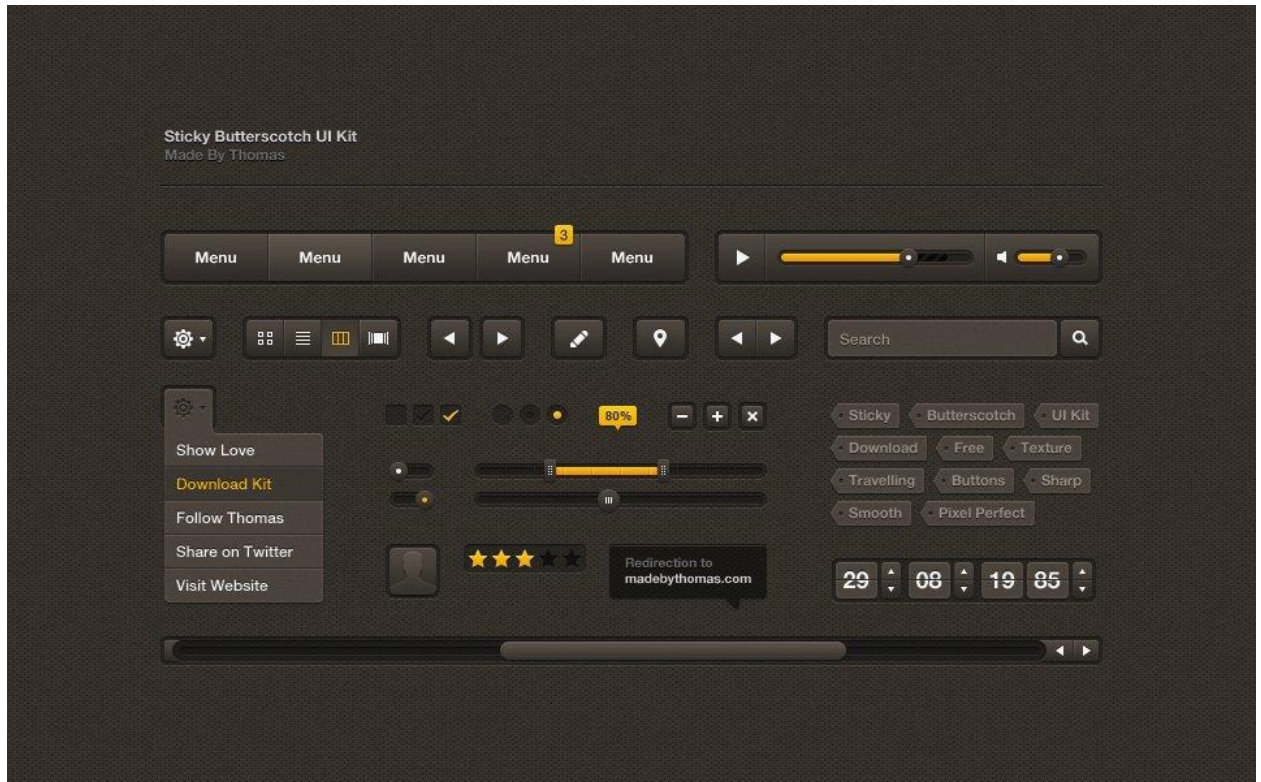 Sticky Butterscotch UI Kit
Made By Thomas
Menu Menu Menu Menu 3 Menu
Search
Show Love
Download Kit
Follow Thomas
Share on Twitter
Visit Website
80%
Redirection to
madebythomas.com
Sticky Butterscotch UI Kit
Download Free Texture
Travelling Buttons Sharp
Smooth Pixel Perfect
29 08 19 85